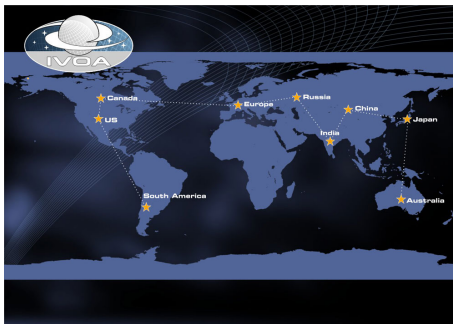 IVOA
Canada
Europe
Russia
China
US
India
Japan
South America
Australia